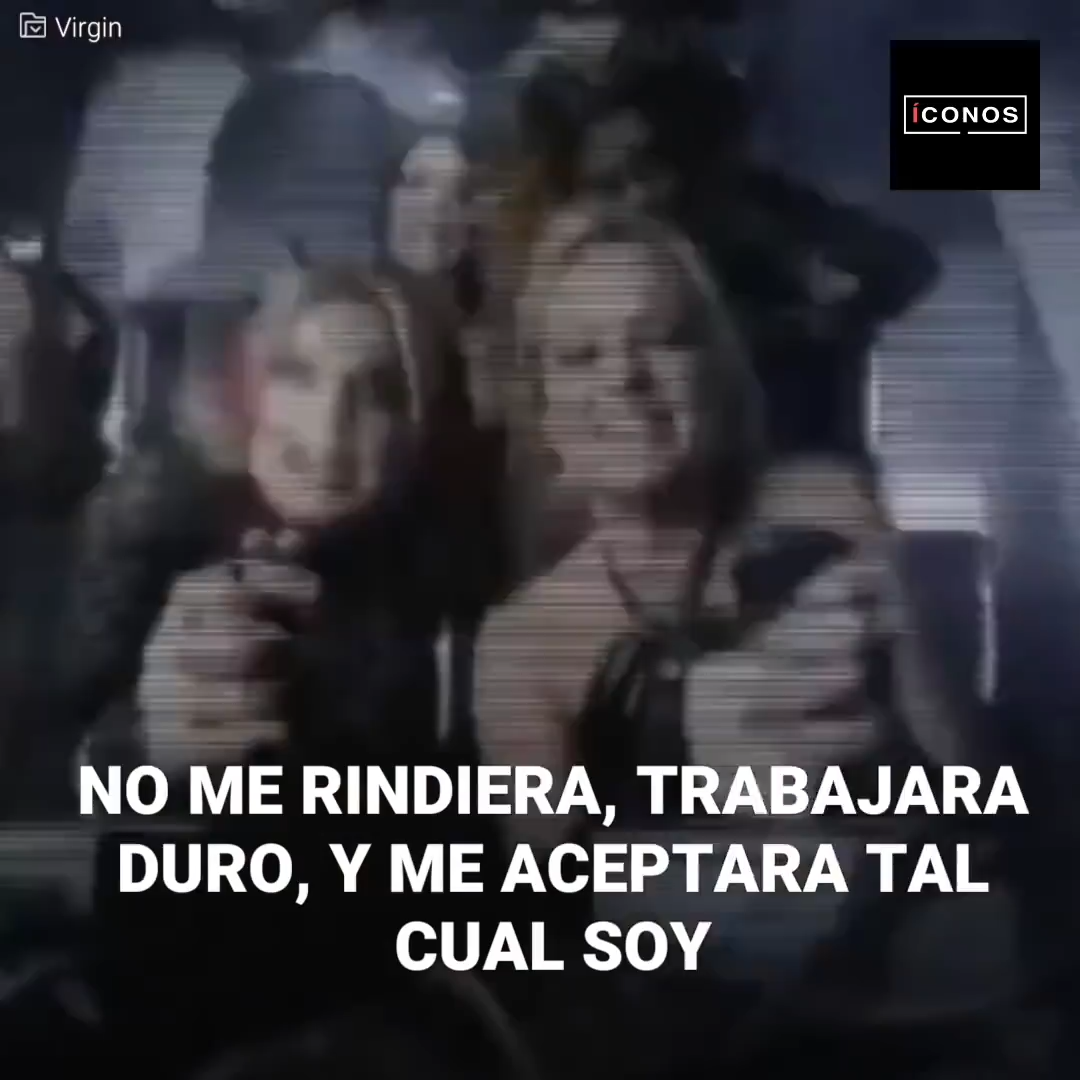 Virgin
ÍCONOS
NO ME RINDIERA, TRABAJARA
DURO, Y ME ACEPTARA TAL
CUAL SOY